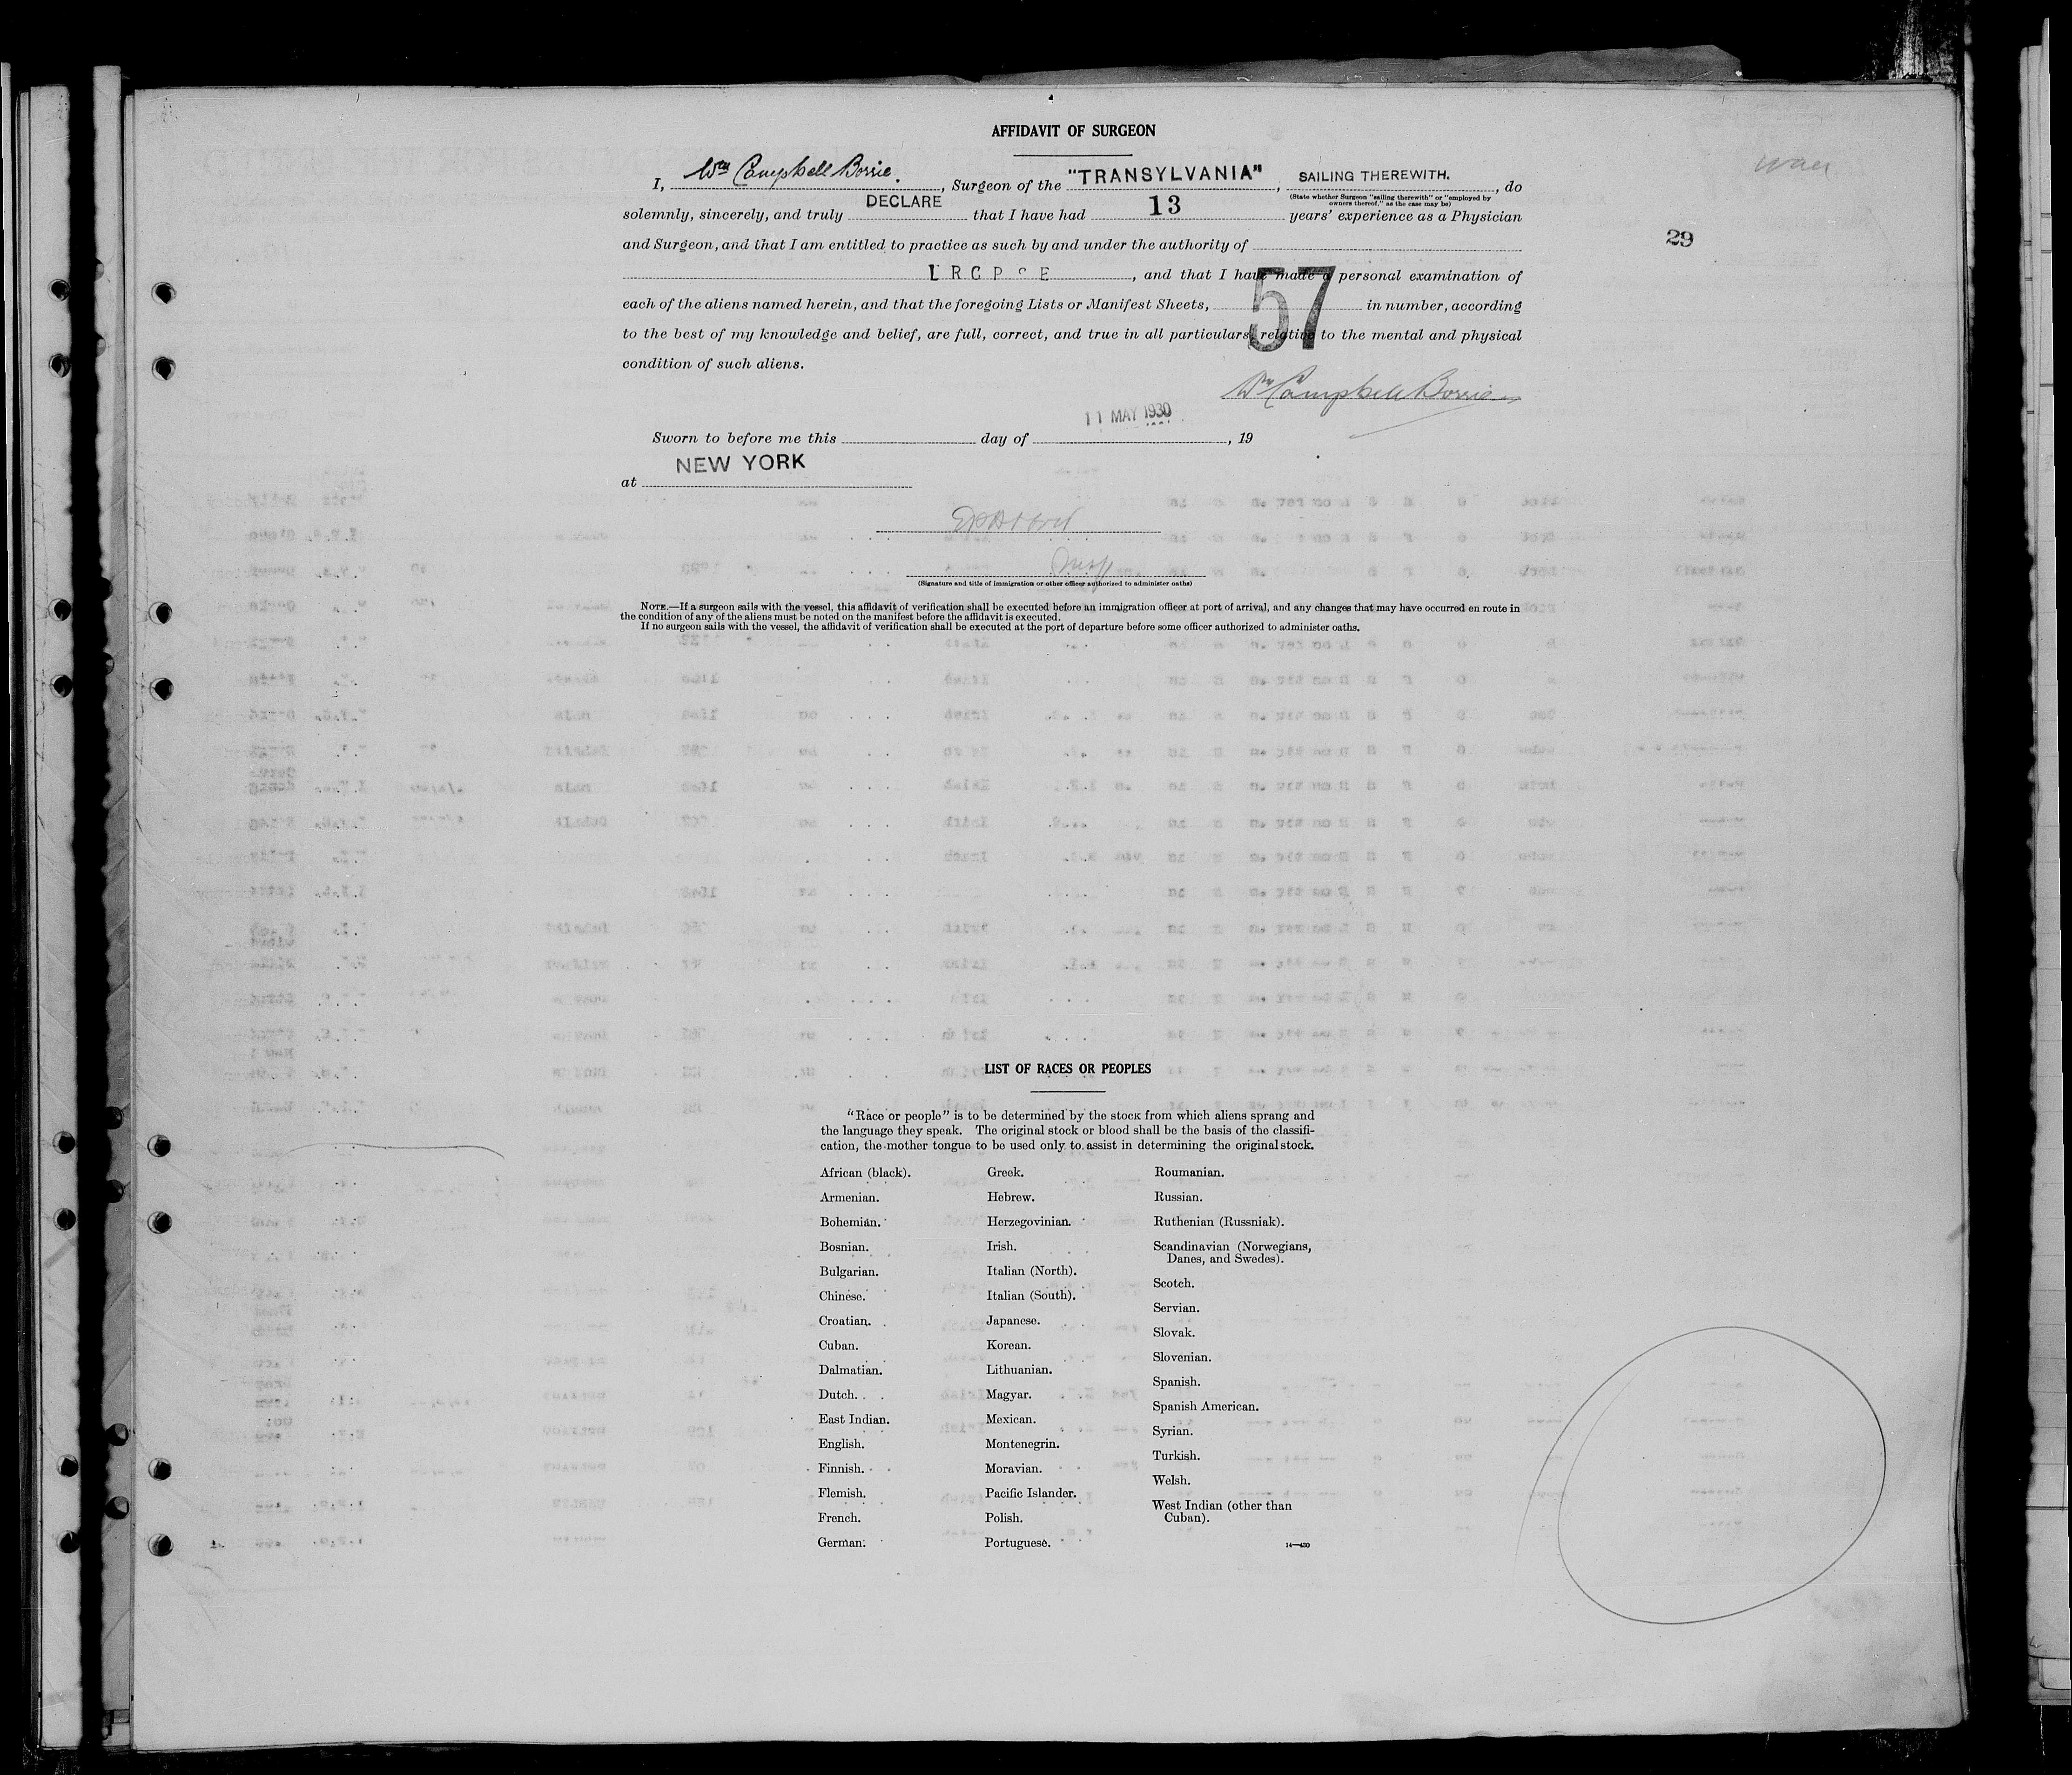 AFFIDAVIT OF SURGEON
I, Wm Campbell Borrie., Surgeon of the "TRANSYLVANIA", SAILING THEREWITH., do
(State whether Surgeon "sailing therewith" or "employed by
owners thereof," as the case may be)
29
solemnly, sincerely, and truly DECLARE that I have had 13 years' experience as a Physician
and Surgeon, and that I am entitled to practice as such by and under the authority of
L R C P S E, and that I have made a personal examination of
each of the aliens named herein, and that the foregoing Lists or Manifest Sheets, 57 in number, according
to the best of my knowledge and belief, are full, correct, and true in all particulars, relative to the mental and physical
condition of such aliens.
Wm Campbell Borrie
11 MAY 1930
Sworn to before me this day of , 19
NEW YORK
at
(Signature and title of immigration or other officer authorized to administer oaths)
NOTE.—If a surgeon sails with the vessel, this affidavit of verification shall be executed before an immigration officer at port of arrival, and any changes that may have occurred en route in
the condition of any of the aliens must be noted on the manifest before the affidavit is executed.
If no surgeon sails with the vessel, the affidavit of verification shall be executed at the port of departure before some officer authorized to administer oaths.
LIST OF RACES OR PEOPLES
"Race or people" is to be determined by the stock from which aliens sprang and
the language they speak. The original stock or blood shall be the basis of the classifi-
cation, the mother tongue to be used only to assist in determining the original stock.
African (black).
Armenian.
Bohemian.
Bosnian.
Bulgarian.
Chinese.
Croatian.
Cuban.
Dalmatian.
Dutch.
East Indian.
English.
Finnish.
Flemish.
French.
German.
Greek.
Hebrew.
Herzegovinian.
Irish.
Italian (North).
Italian (South).
Japanese.
Korean.
Lithuanian.
Magyar.
Mexican.
Montenegrin.
Moravian.
Pacific Islander.
Polish.
Portuguese.
Roumanian.
Russian.
Ruthenian (Russniak).
Scandinavian (Norwegians,
Danes, and Swedes).
Scotch.
Servian.
Slovak.
Slovenian.
Spanish.
Spanish American.
Syrian.
Turkish.
Welsh.
West Indian (other than
Cuban).
14—430